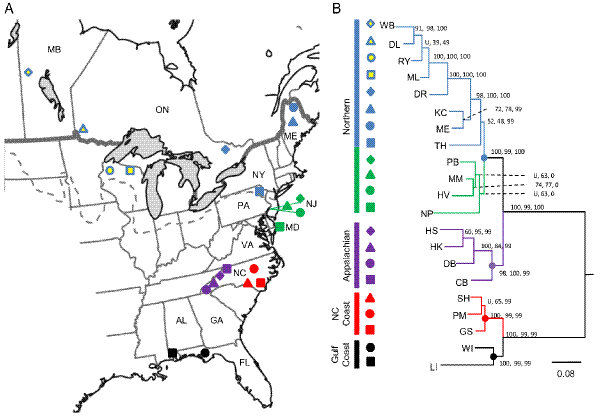 A
MB
ON
ME
NY
PA
NJ
MD
VA
NC
AL
GA
FL
B
Northern
Appalachian
NC
Coast
Gulf
Coast
WB
91, 98, 100
DL
U, 39, 49
RY
100, 100, 100
ML
100, 100, 100
DR
98, 100, 100
KC
72, 78, 99
ME
52, 48, 99
TH
100, 99, 100
PB
U, 63, 0
MM
74, 77, 0
HV
U, 63, 0
NP
100, 99, 100
HS
60, 95, 99
HK
100, 84, 99
DB
98, 100, 99
CB
SH
U, 65, 99
PM
100, 99, 99
GS
100, 99, 99
WI
100, 99, 99
LI
0.08